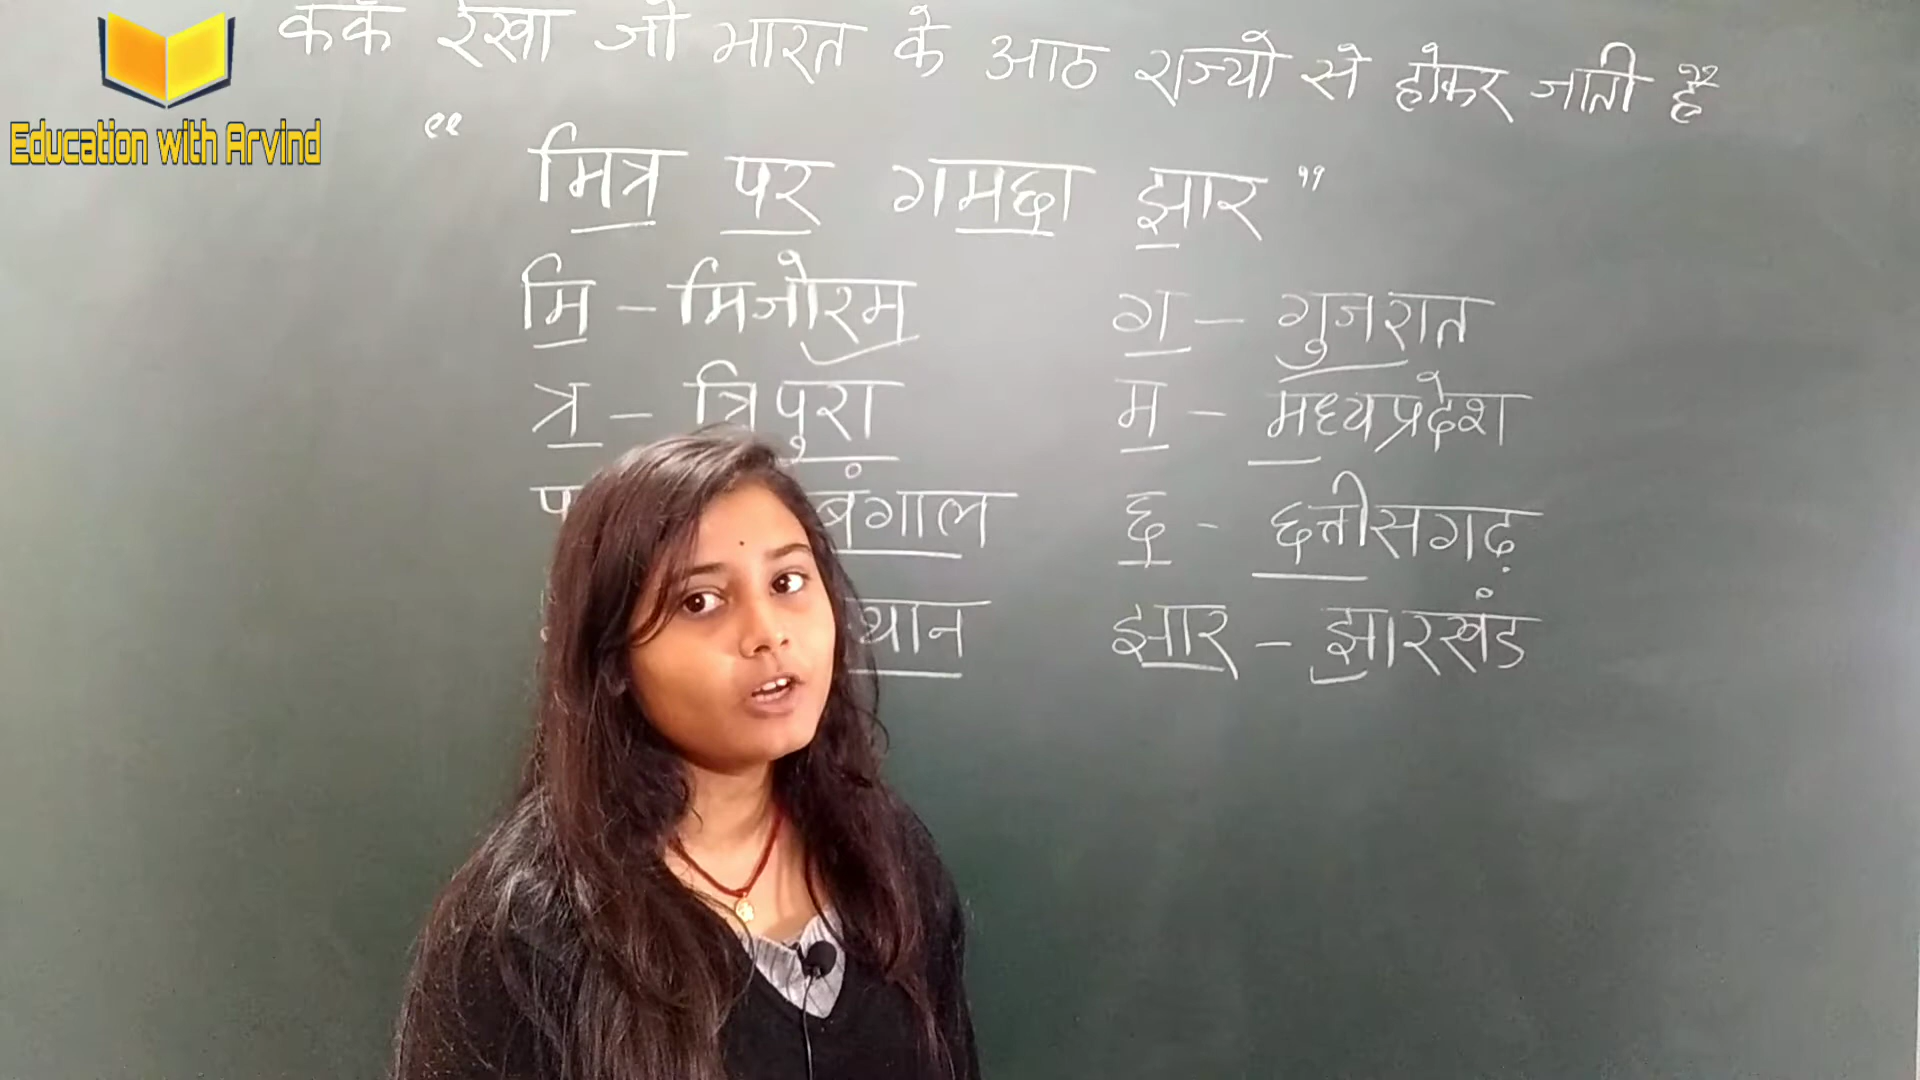 Education with Arvind
कर्क रेखा जो भारत के आठ राज्यो से होकर जाती है
“मित्र पर गमछा झार”
मि – मिजोरम
त्र – त्रिपुरा
बंगाल
थान
ग – गुजरात
म – मध्यप्रदेश
छ – छत्तीसगढ़
झार – झारखंड